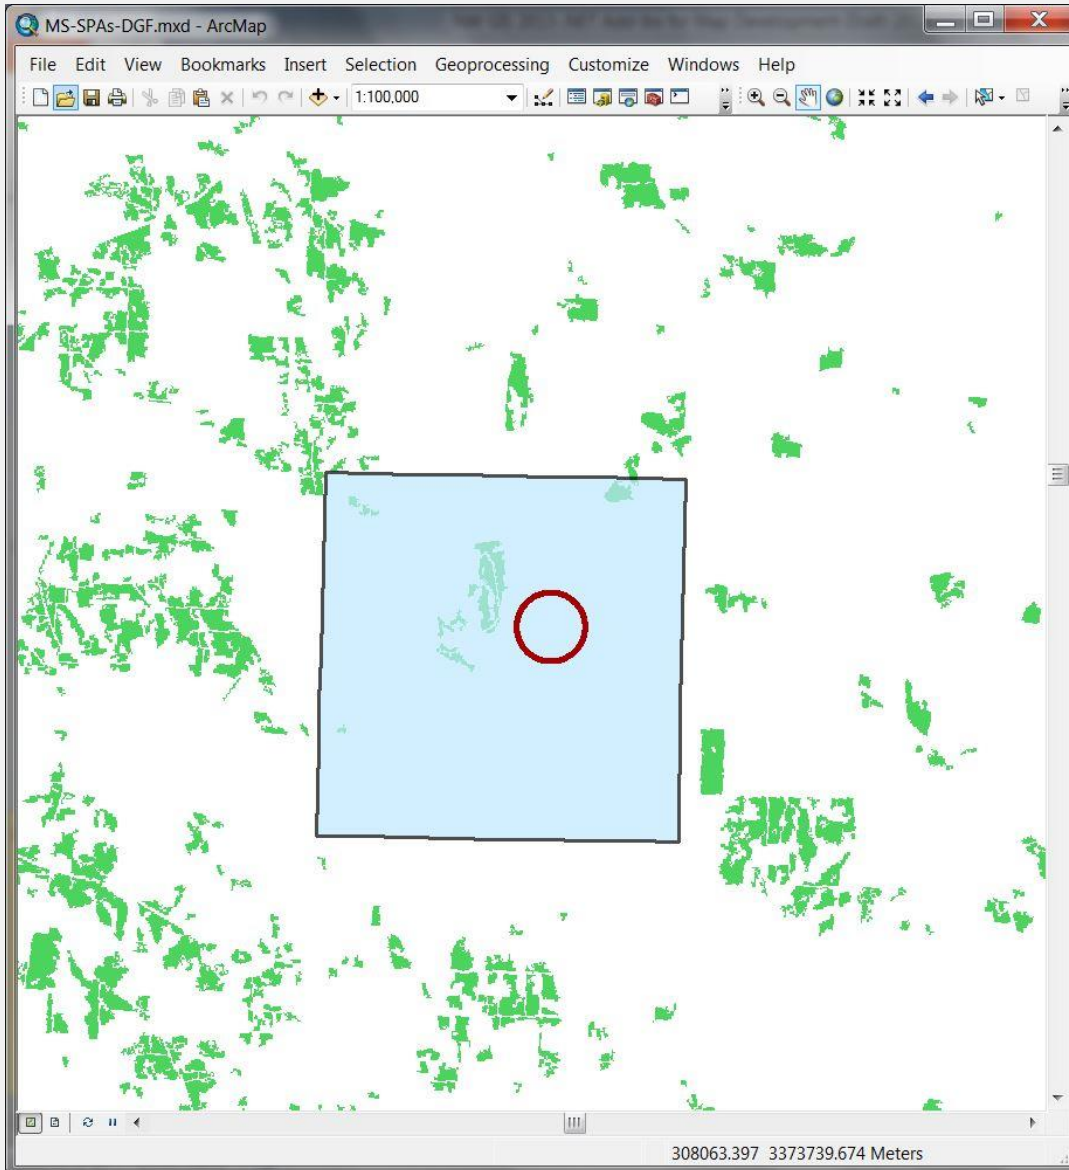 MS-SPAs-DGF.mxd - ArcMap
File Edit View Bookmarks Insert Selection Geoprocessing Customize Windows Help
1:100,000
308063.397 3373739.674 Meters